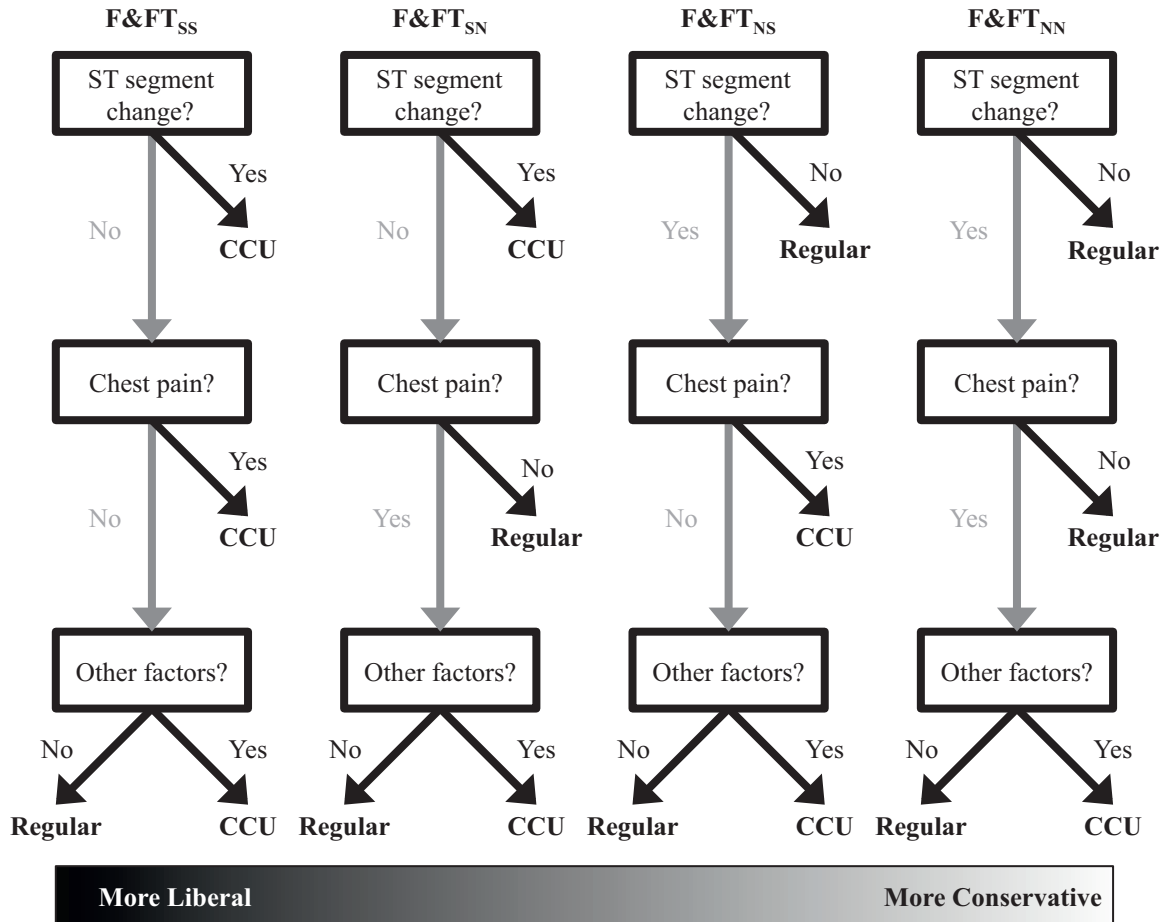 F&FT_SS F&FT_SN F&FT_NS F&FT_NN
ST segment change? ST segment change? ST segment change? ST segment change?
Yes Yes No No
No No Yes Yes
CCU CCU Regular Regular
Chest pain? Chest pain? Chest pain? Chest pain?
Yes No Yes No
No Yes No Yes
CCU Regular CCU Regular
Other factors? Other factors? Other factors? Other factors?
No Yes No Yes No Yes No Yes
Regular CCU Regular CCU Regular CCU Regular CCU
More Liberal More Conservative